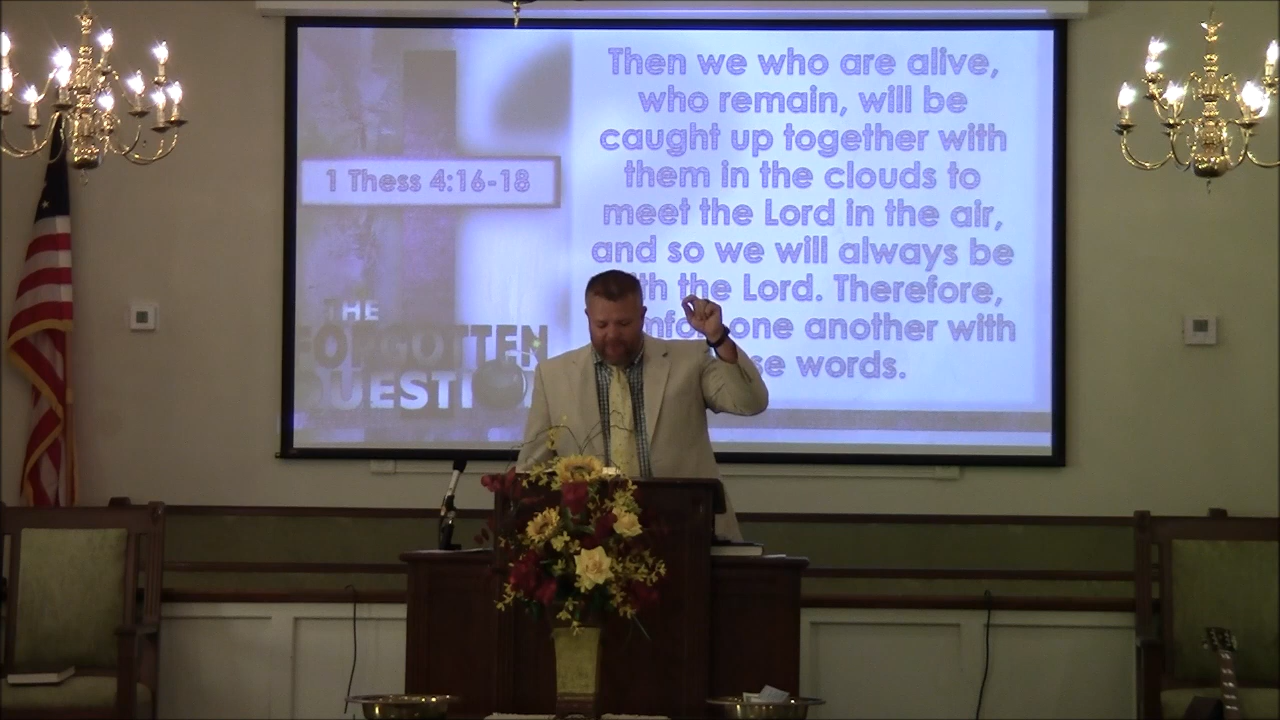 Then we who are alive,
who remain, will be
caught up together with
them in the clouds to
meet the Lord in the air,
and so we will always be
the Lord. Therefore,
one another with
words.
1 Thess 4:16-18
THE
FORGOTTEN